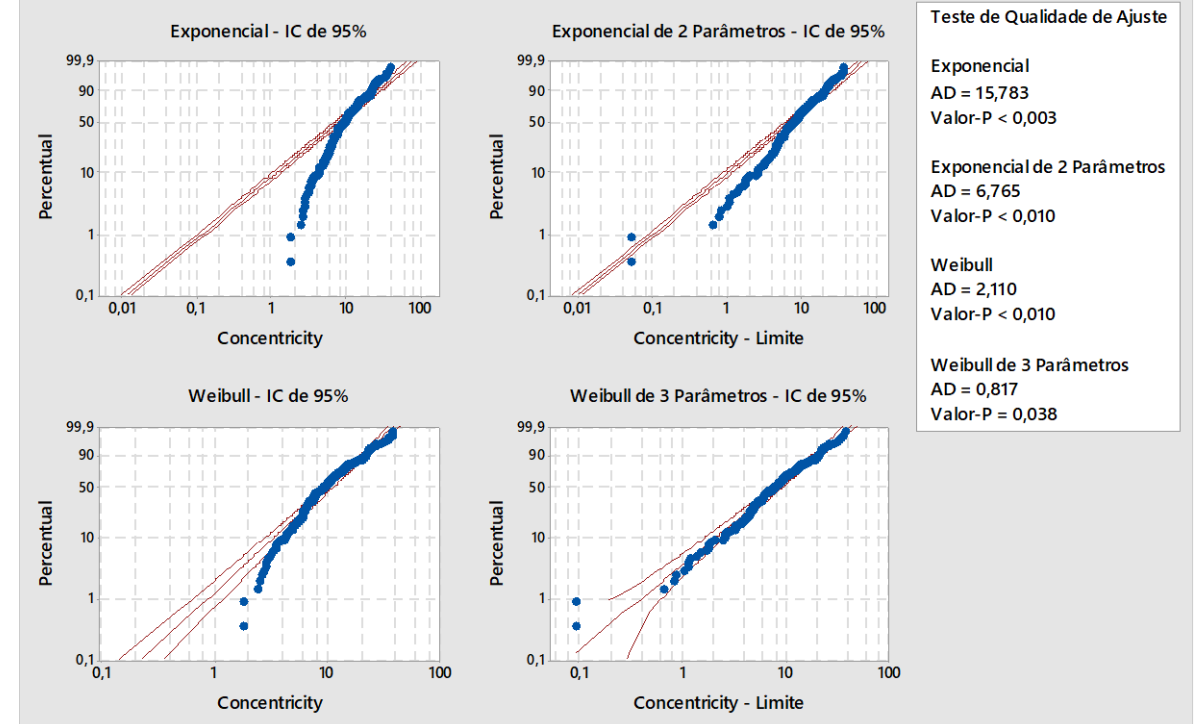 Exponencial - IC de 95%
99,9
90
50
10
1
0,1
Percentual
0,01 0,1 1 10 100
Concentricity
Exponencial de 2 Parâmetros - IC de 95%
99,9
90
50
10
1
0,1
Percentual
0,01 0,1 1 10 100
Concentricity - Limite
Weibull - IC de 95%
99,9
90
50
10
1
0,1
Percentual
0,1 1 10 100
Concentricity
Weibull de 3 Parâmetros - IC de 95%
99,9
90
50
10
1
0,1
Percentual
0,1 1 10 100
Concentricity - Limite
Teste de Qualidade de Ajuste
Exponencial
AD = 15,783
Valor-P < 0,003
Exponencial de 2 Parâmetros
AD = 6,765
Valor-P < 0,010
Weibull
AD = 2,110
Valor-P < 0,010
Weibull de 3 Parâmetros
AD = 0,817
Valor-P = 0,038